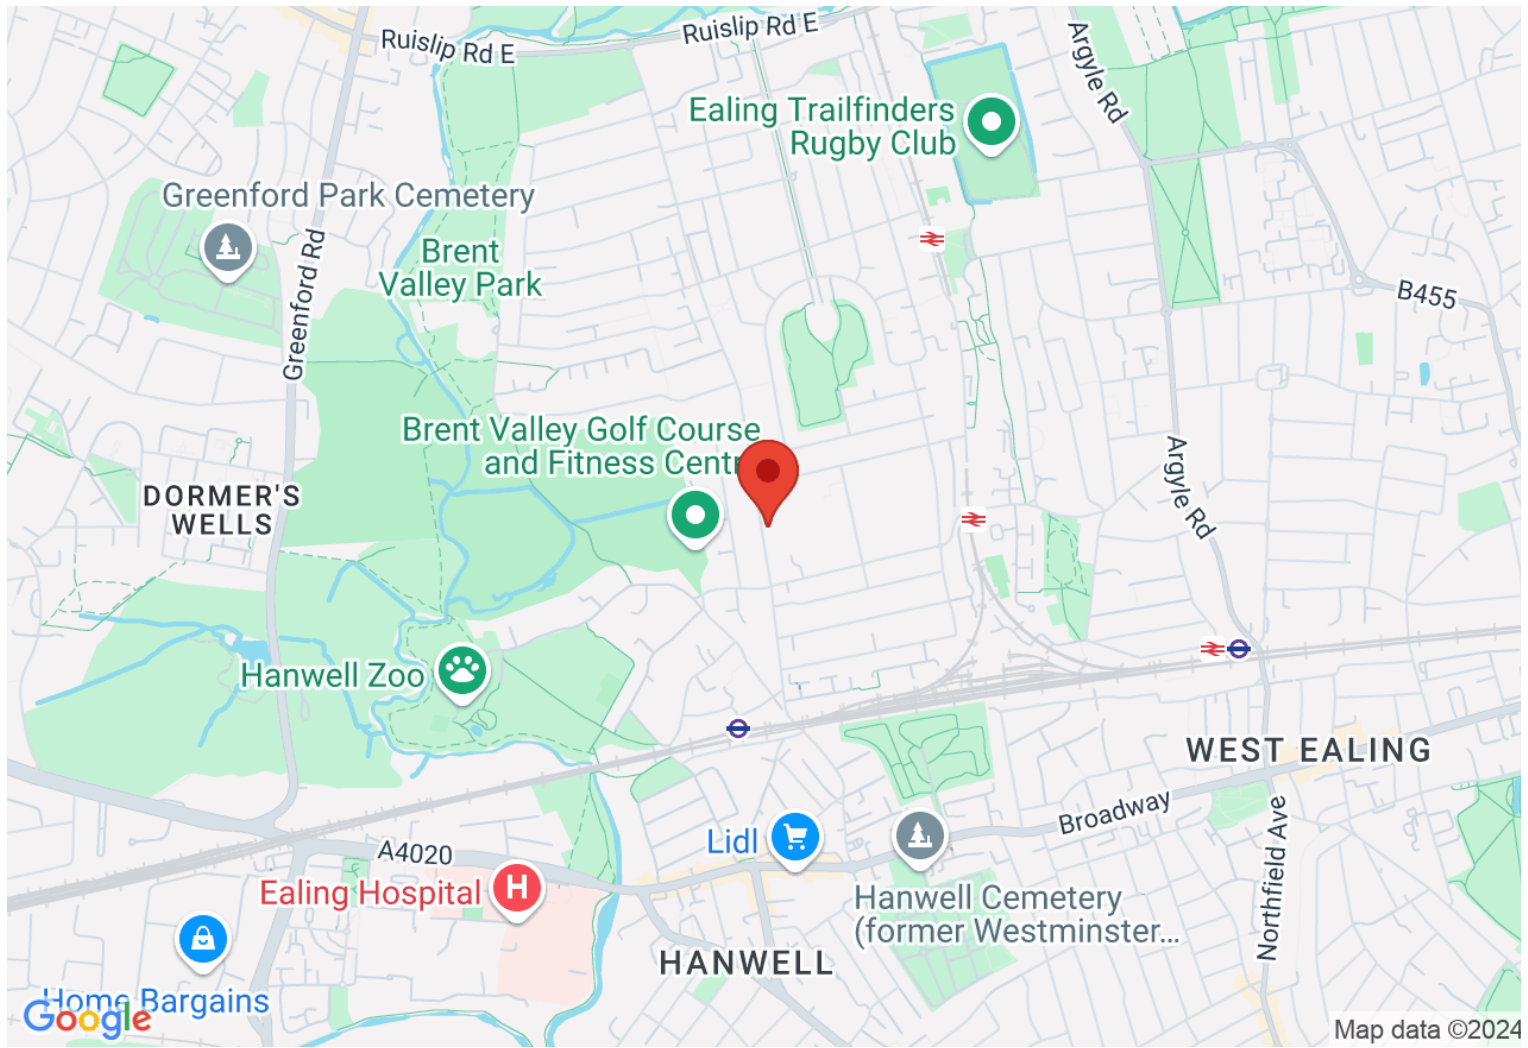 Ruislip Rd E
Ruislip Rd E
Argyle Rd
Ealing Trailfinders
Rugby Club
Greenford Park Cemetery
Greenford Rd
Brent
Valley Park
B455
Brent Valley Golf Course
and Fitness Centr
Argyle Rd
DORMER'S
WELLS
Hanwell Zoo
WEST EALING
Broadway
Lidl
A4020
Northfield Ave
Ealing Hospital
H
Hanwell Cemetery
(former Westminster...
HANWELL
Home Bargains
Google
Map data ©2024